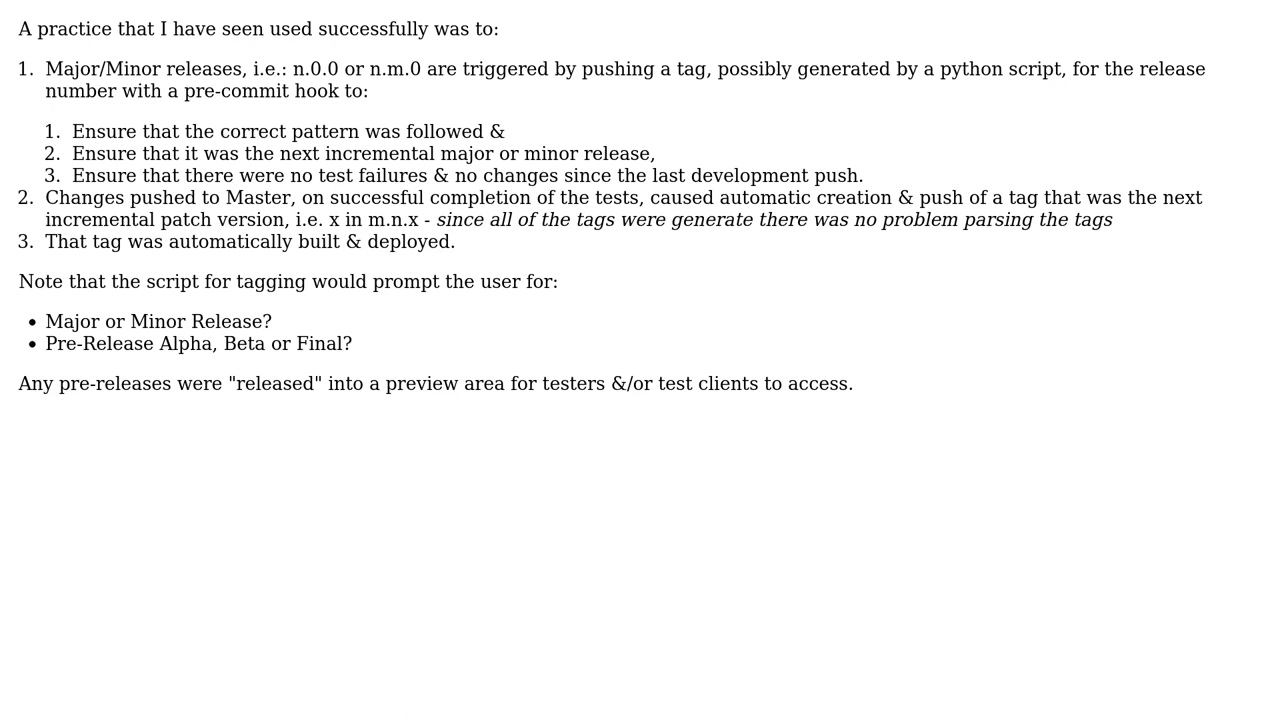 A practice that I have seen used successfully was to:
1. Major/Minor releases, i.e.: n.0.0 or n.m.0 are triggered by pushing a tag, possibly generated by a python script, for the release
number with a pre-commit hook to:
1. Ensure that the correct pattern was followed &
2. Ensure that it was the next incremental major or minor release,
3. Ensure that there were no test failures & no changes since the last development push.
2. Changes pushed to Master, on successful completion of the tests, caused automatic creation & push of a tag that was the next
incremental patch version, i.e. x in m.n.x - since all of the tags were generate there was no problem parsing the tags
3. That tag was automatically built & deployed.
Note that the script for tagging would prompt the user for:
• Major or Minor Release?
• Pre-Release Alpha, Beta or Final?
Any pre-releases were "released" into a preview area for testers &/or test clients to access.